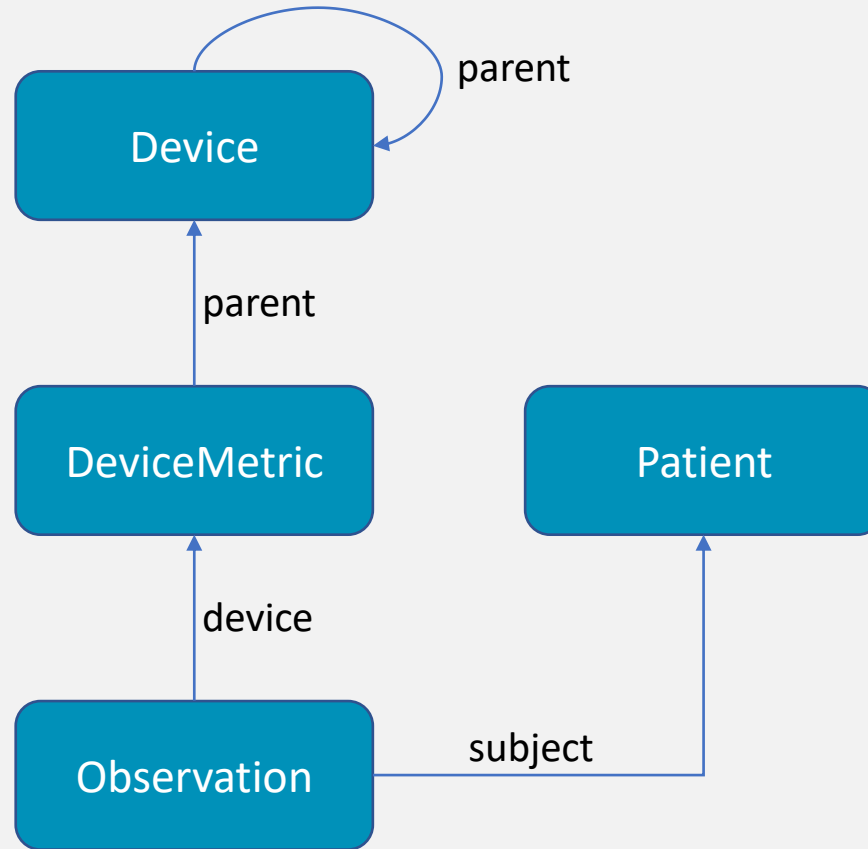 parent
Device
parent
DeviceMetric
Patient
device
subject
Observation